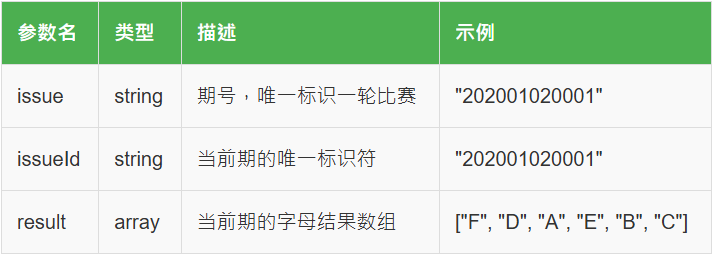 参数名 类型 描述 示例
issue string 期号，唯一标识一轮比赛 "202001020001"
issueId string 当前期的唯一标识符 "202001020001"
result array 当前期的字母结果数组 ["F", "D", "A", "E", "B", "C"]